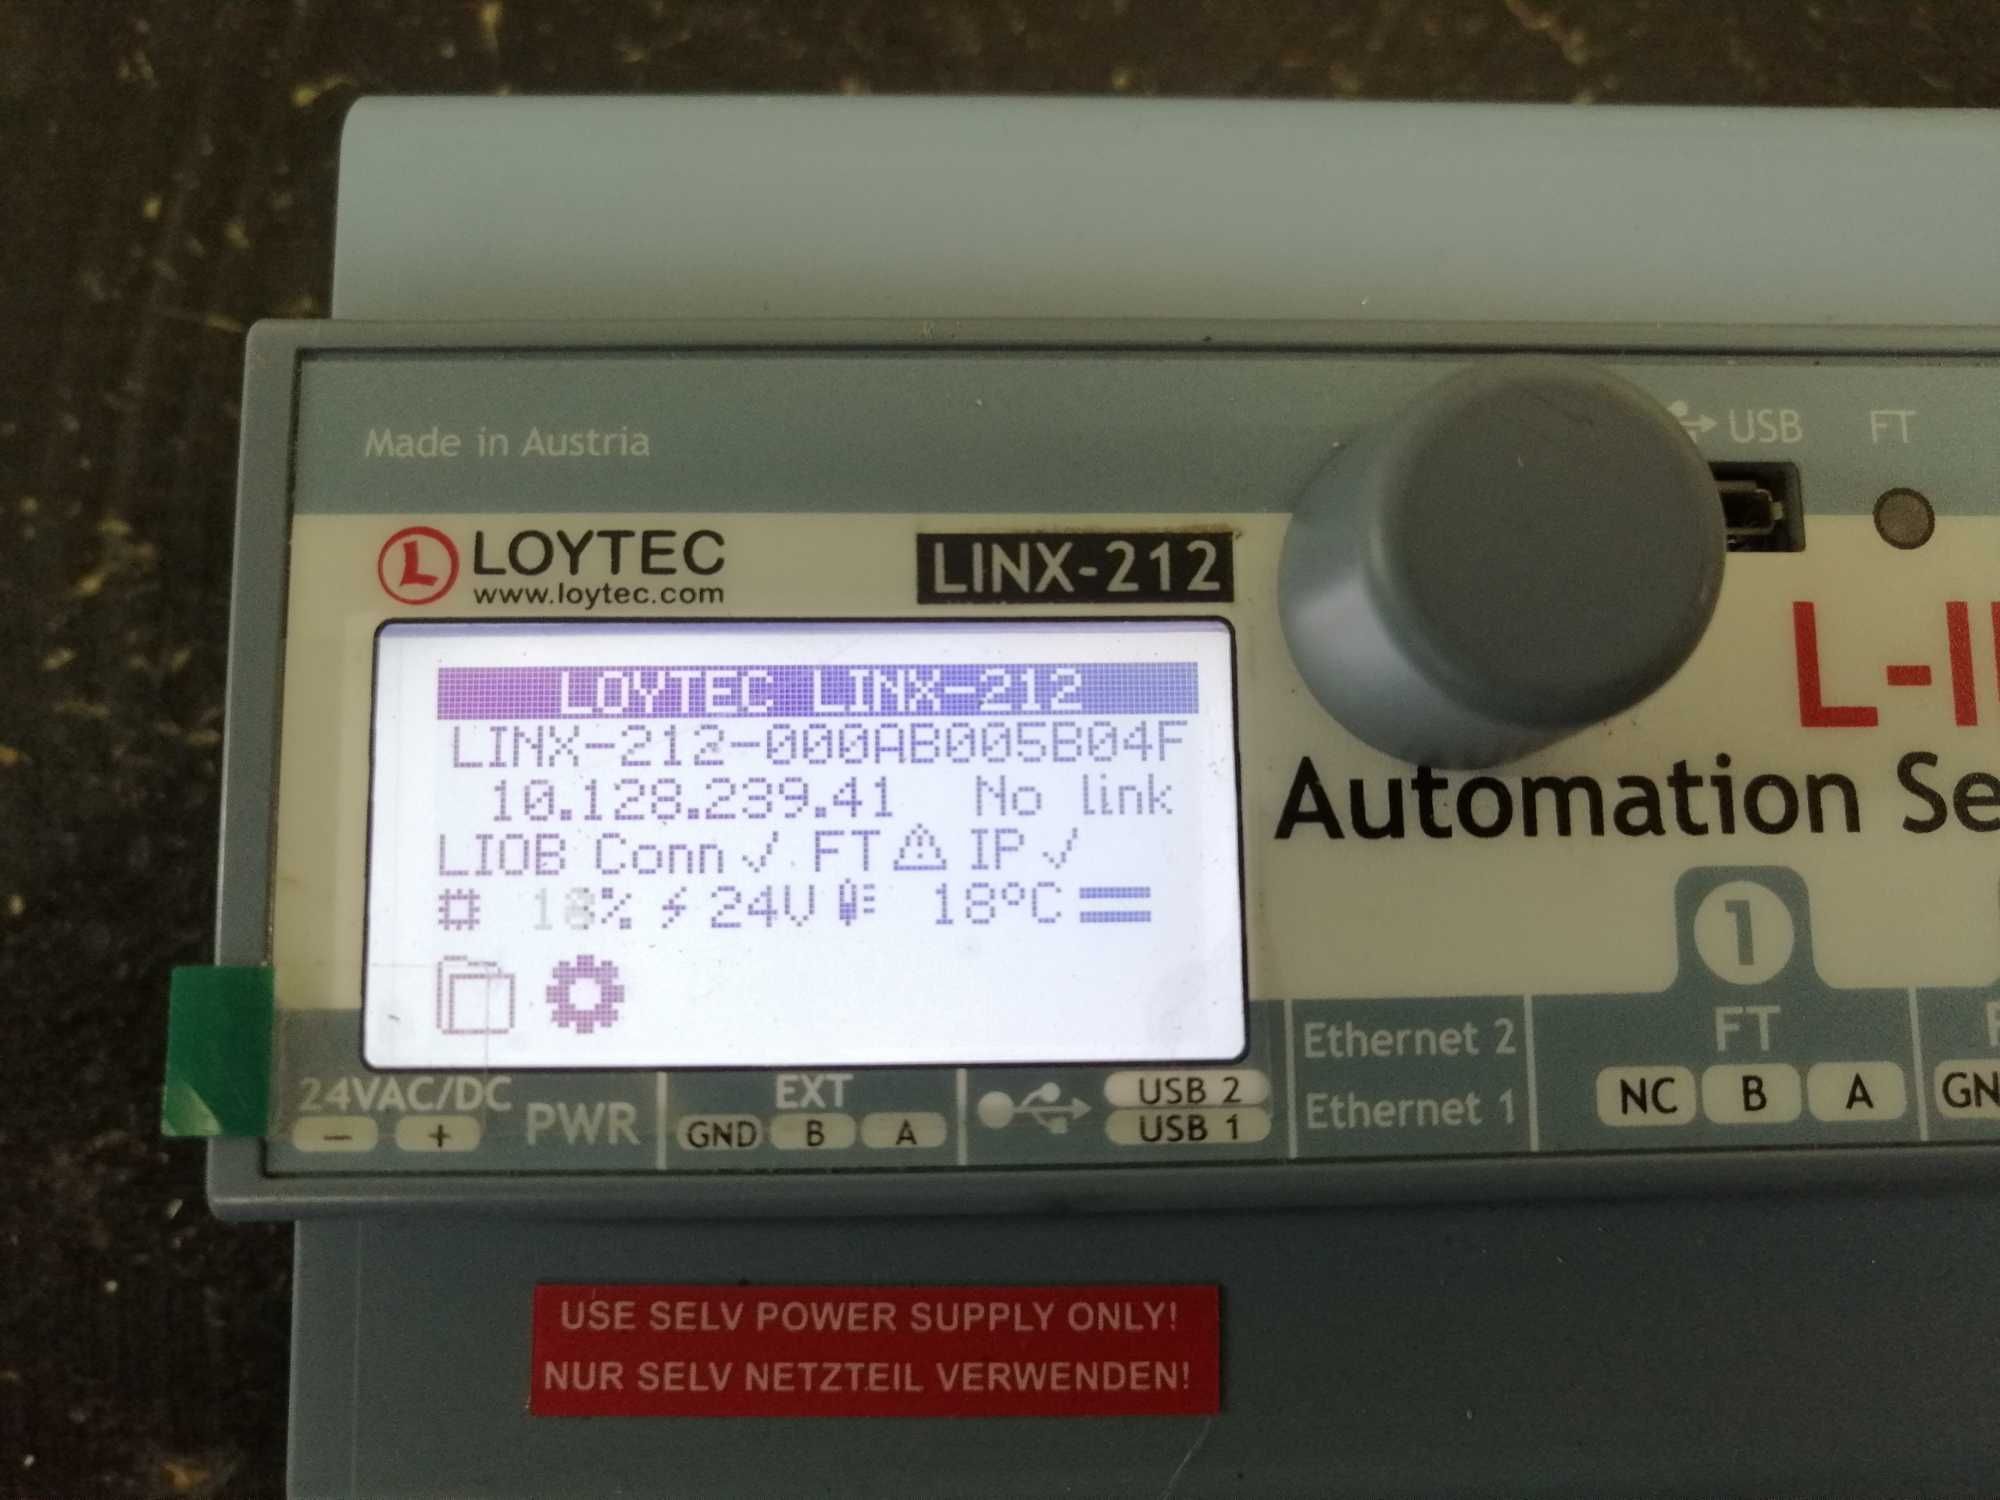 Made in Austria
USB FT
LOYTEC
www.loytec.com
LINX-212
LOYTEC LINX-212
LINX-212-000AB005B04F
10.128.239.41 No link
LIOB Conn ✓ FT IP ✓
24V 18°C
L-I
Automation Se
1
FT
NC B A
GN
Ethernet 2
Ethernet 1
24VAC/DC
- +
PWR
EXT
GND B A
USB 2
USB 1
USE SELV POWER SUPPLY ONLY!
NUR SELV NETZTEIL VERWENDEN!